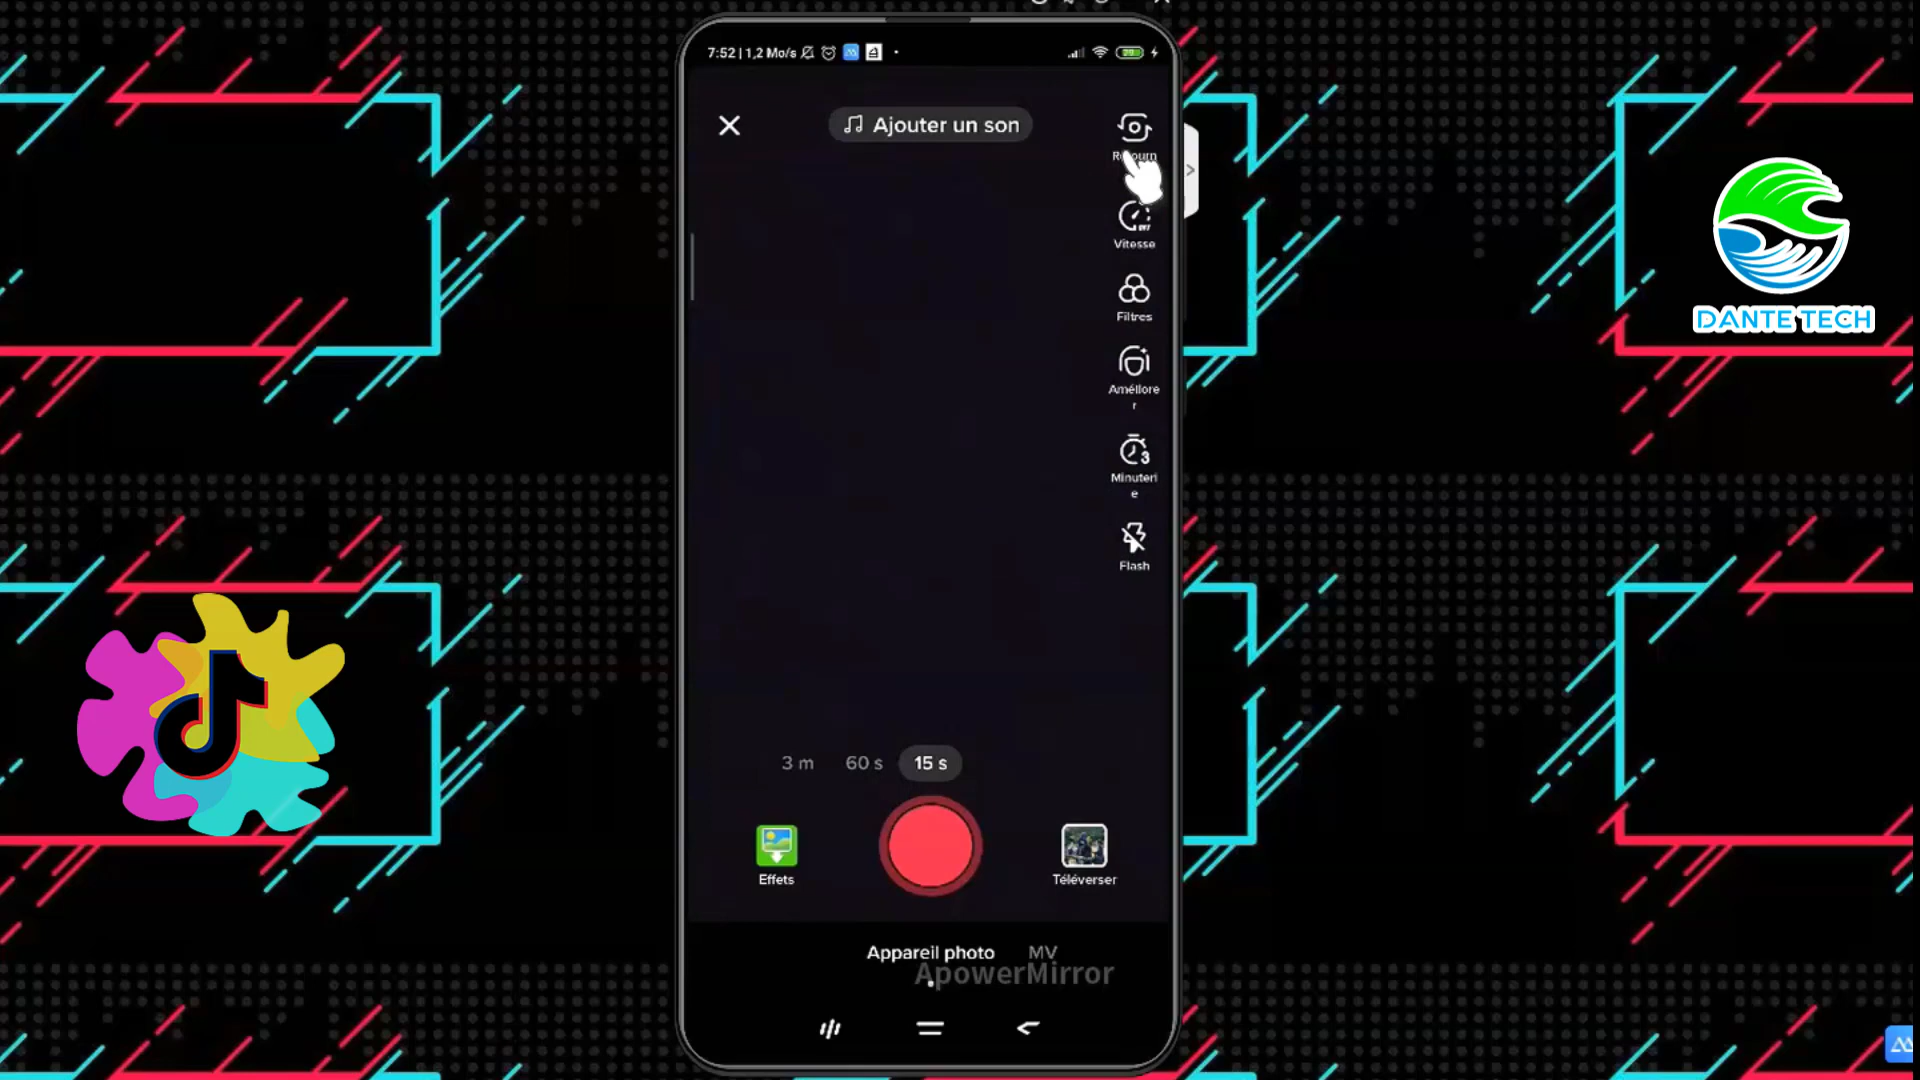 7:52 | 1,2 Mo/s
Ajouter un son
Vitesse
Filtres
Améliore
r
Minuteri
e
Flash
3 m 60 s 15 s
Effets
Téléverser
Appareil photo MV
ApowerMirror
DANTE TECH